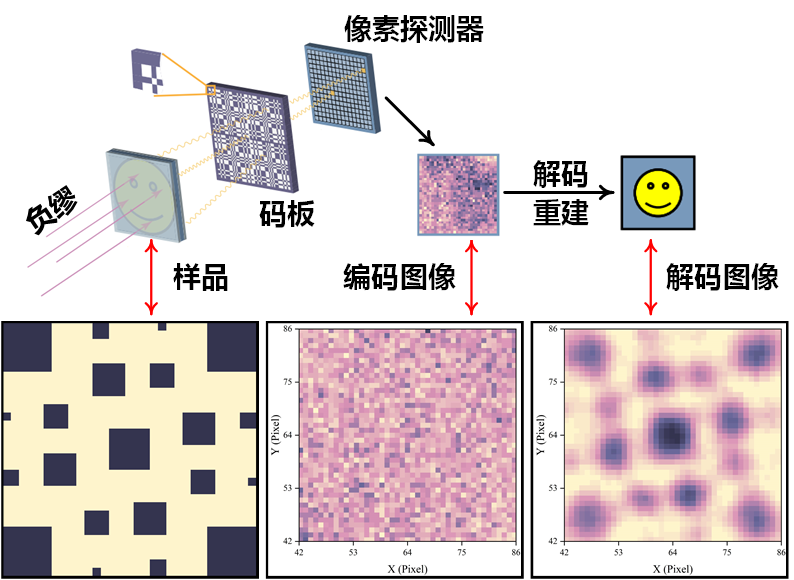 像素探测器
负缪
码板
解码
重建
样品
编码图像
解码图像
86
75
64
53
42
Y (Pixel)
42 53 64 75 86
X (Pixel)
86
75
64
53
42
Y (Pixel)
42 53 64 75 86
X (Pixel)